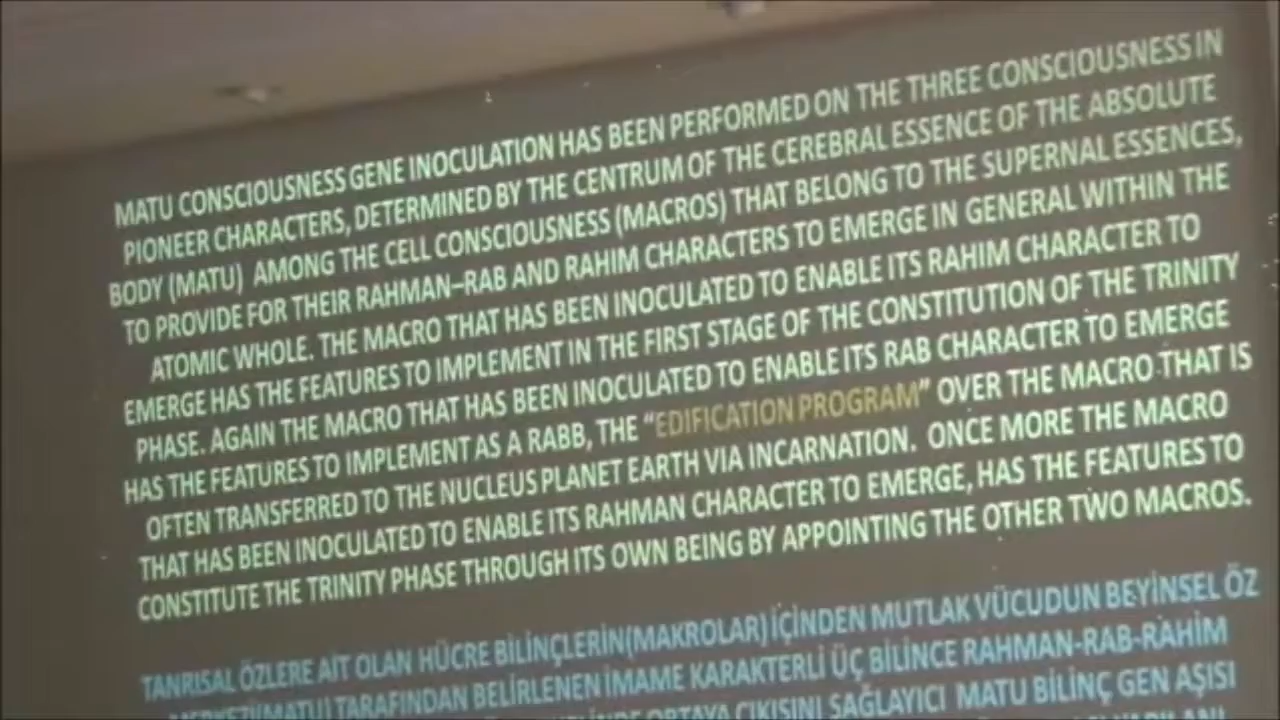 MATU CONSCIOUSNESS GENE INOCULATION HAS BEEN PERFORMED ON THE THREE CONSCIOUSNESS IN
PIONEER CHARACTERS, DETERMINED BY THE CENTRUM OF THE CEREBRAL ESSENCE OF THE ABSOLUTE
BODY (MATU) AMONG THE CELL CONSCIOUSNESS (MACROS) THAT BELONG TO THE SUPERNAL ESSENCES,
TO PROVIDE FOR THEIR RAHMAN–RAB AND RAHIM CHARACTERS TO EMERGE IN GENERAL WITHIN THE
ATOMIC WHOLE. THE MACRO THAT HAS BEEN INOCULATED TO ENABLE ITS RAHIM CHARACTER TO
EMERGE HAS THE FEATURES TO IMPLEMENT IN THE FIRST STAGE OF THE CONSTITUTION OF THE TRINITY
PHASE. AGAIN THE MACRO THAT HAS BEEN INOCULATED TO ENABLE ITS RAB CHARACTER TO EMERGE
HAS THE FEATURES TO IMPLEMENT AS A RABB, THE “EDIFICATION PROGRAM” OVER THE MACRO THAT IS
OFTEN TRANSFERRED TO THE NUCLEUS PLANET EARTH VIA INCARNATION. ONCE MORE THE MACRO
THAT HAS BEEN INOCULATED TO ENABLE ITS RAHMAN CHARACTER TO EMERGE, HAS THE FEATURES TO
CONSTITUTE THE TRINITY PHASE THROUGH ITS OWN BEING BY APPOINTING THE OTHER TWO MACROS.
TANRISAL ÖZLERE AİT OLAN HÜCRE BİLİNÇLERİN(MAKROLAR) İÇİNDEN MUTLAK VÜCUDUN BEYİNSEL ÖZ
MERKEZİ(MATU) TARAFINDAN BELİRLENEN İMAME KARAKTERLİ ÜÇ BİLİNCE RAHMAN-RAB-RAHİM
ORTAYA ÇIKIŞINI SAĞLAYICI MATU BİLİNÇ GEN AŞISI